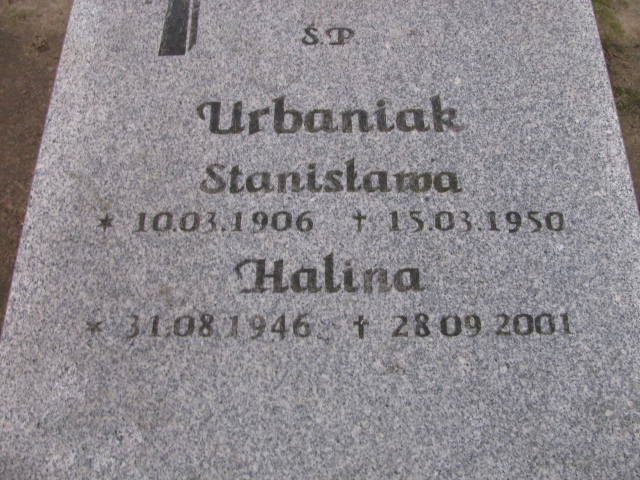 Ś.P.
Urbaniak
Stanisława
* 10.03.1906 † 15.03.1950
Halina
* 31.08.1946 † 28.09.2001